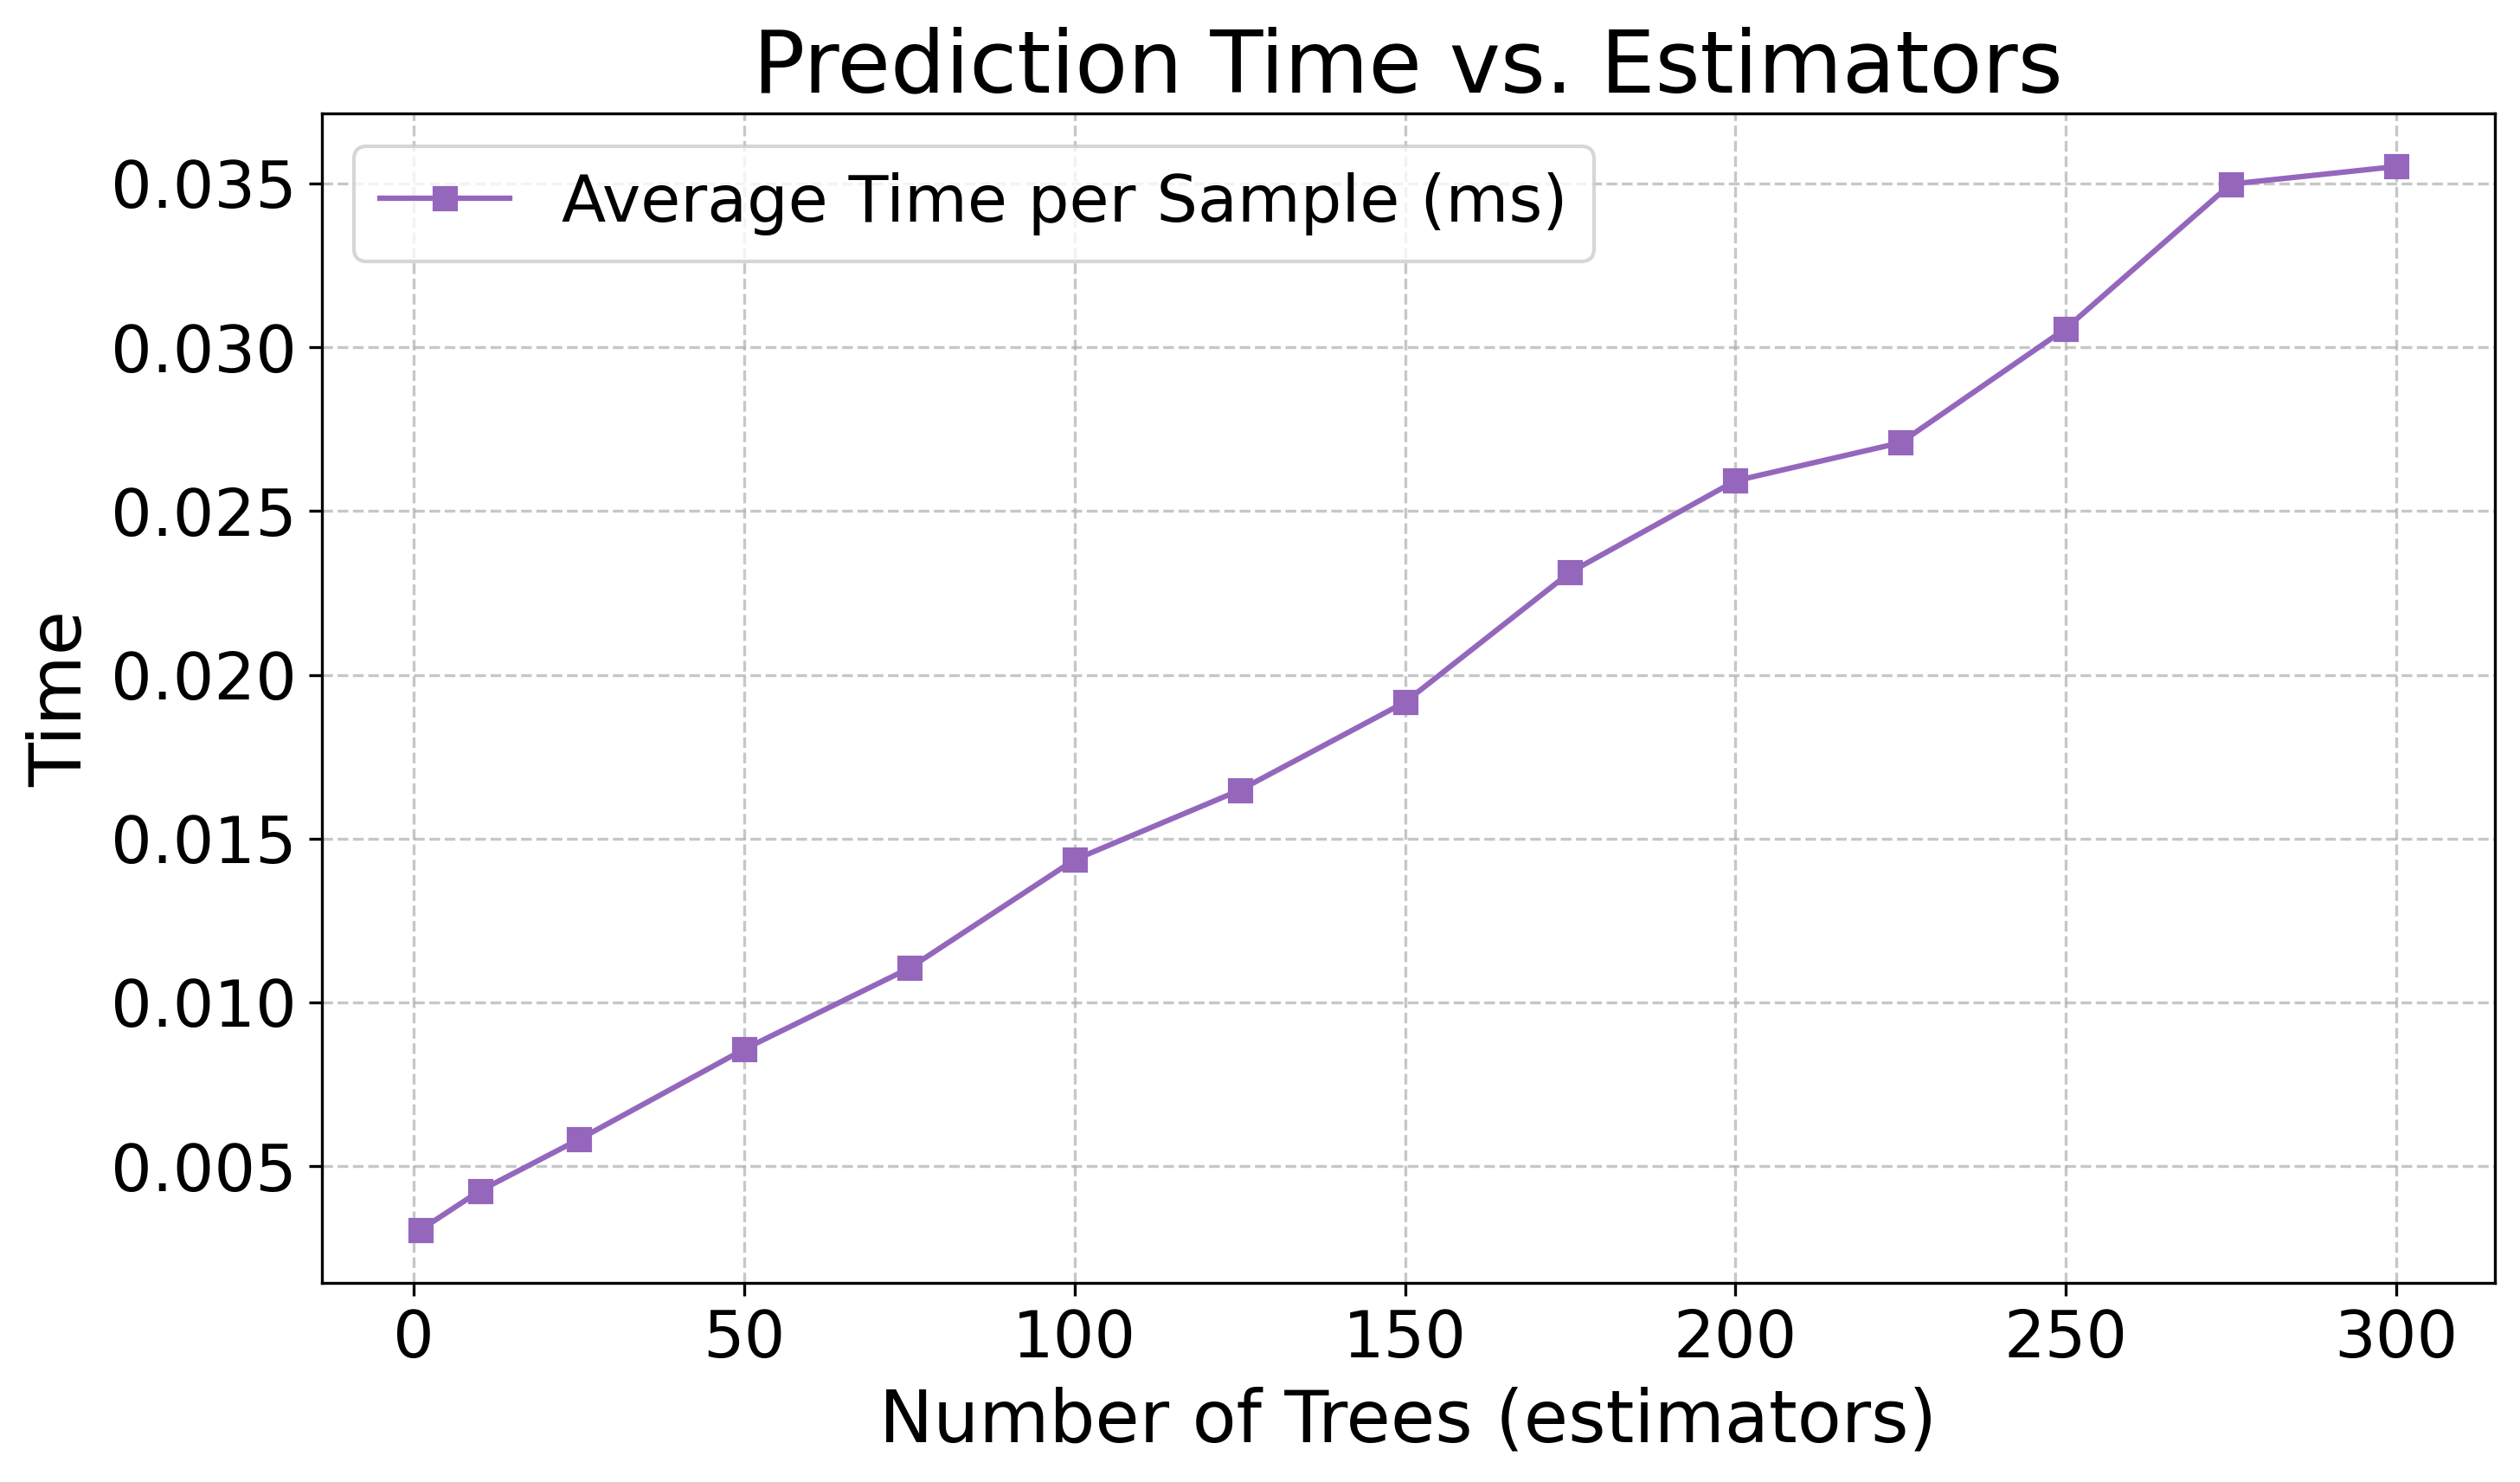 Prediction Time vs. Estimators
Average Time per Sample (ms)
Time
0.035
0.030
0.025
0.020
0.015
0.010
0.005
0 50 100 150 200 250 300
Number of Trees (estimators)